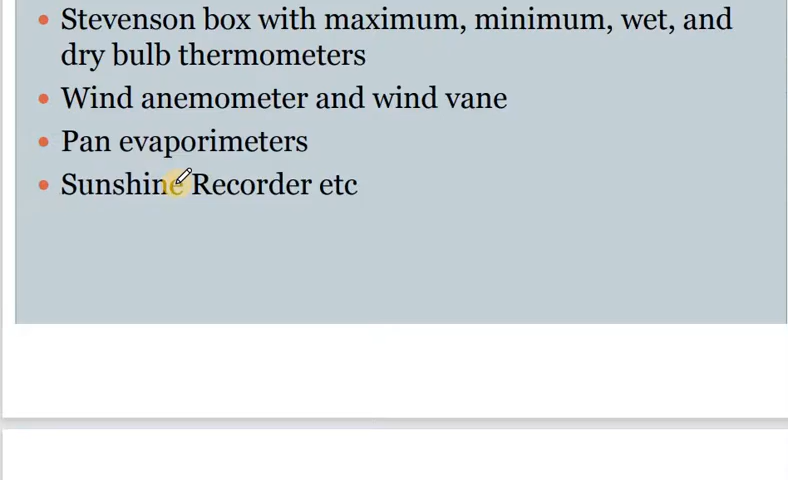 Stevenson box with maximum, minimum, wet, and
dry bulb thermometers
Wind anemometer and wind vane
Pan evaporimeters
Sunshine Recorder etc